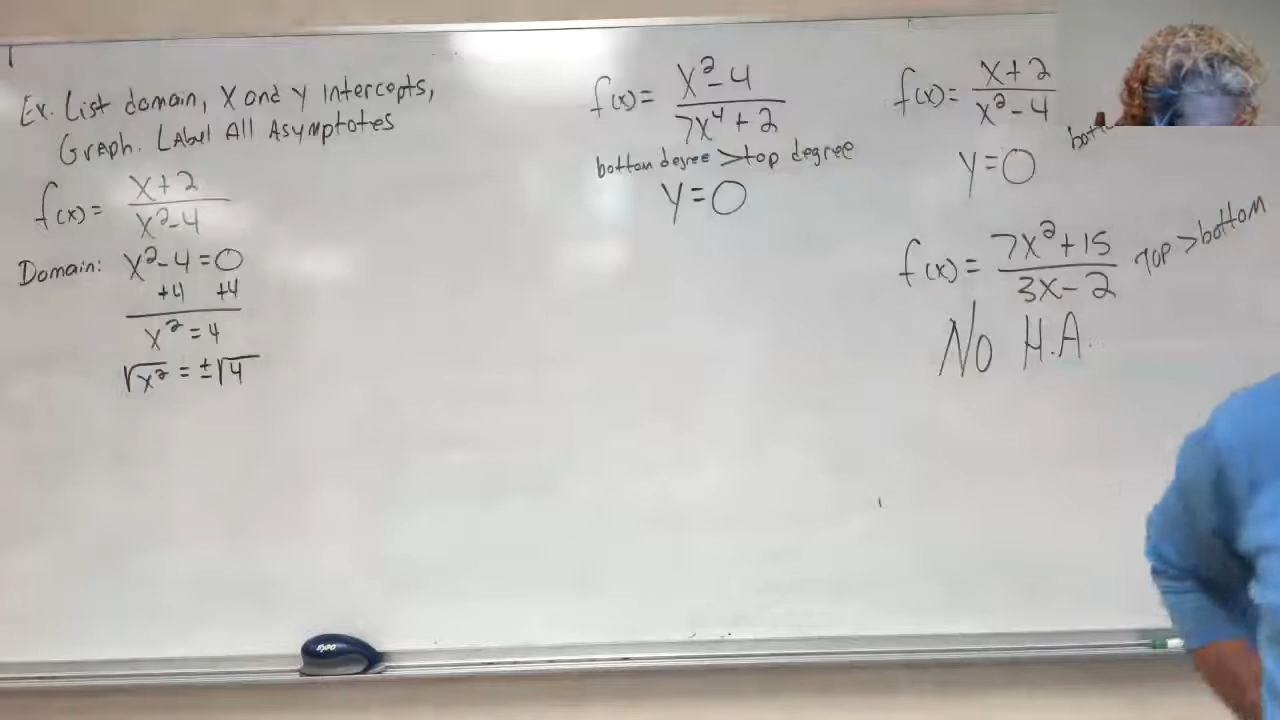 Ex. List domain, X and Y Intercepts,
Graph. Label All Asymptotes
f(x) = x+2 / x²-4
Domain: x²-4=0
+4 +4
x² = 4
√x² = ±√4
f(x) = x²-4 / 7x⁴+2
bottom degree > top degree
y=0
f(x) = x+2 / x²-4
y=0
f(x) = 7x²+15 / 3x-2
Top > bottom
No H.A.
EXPO